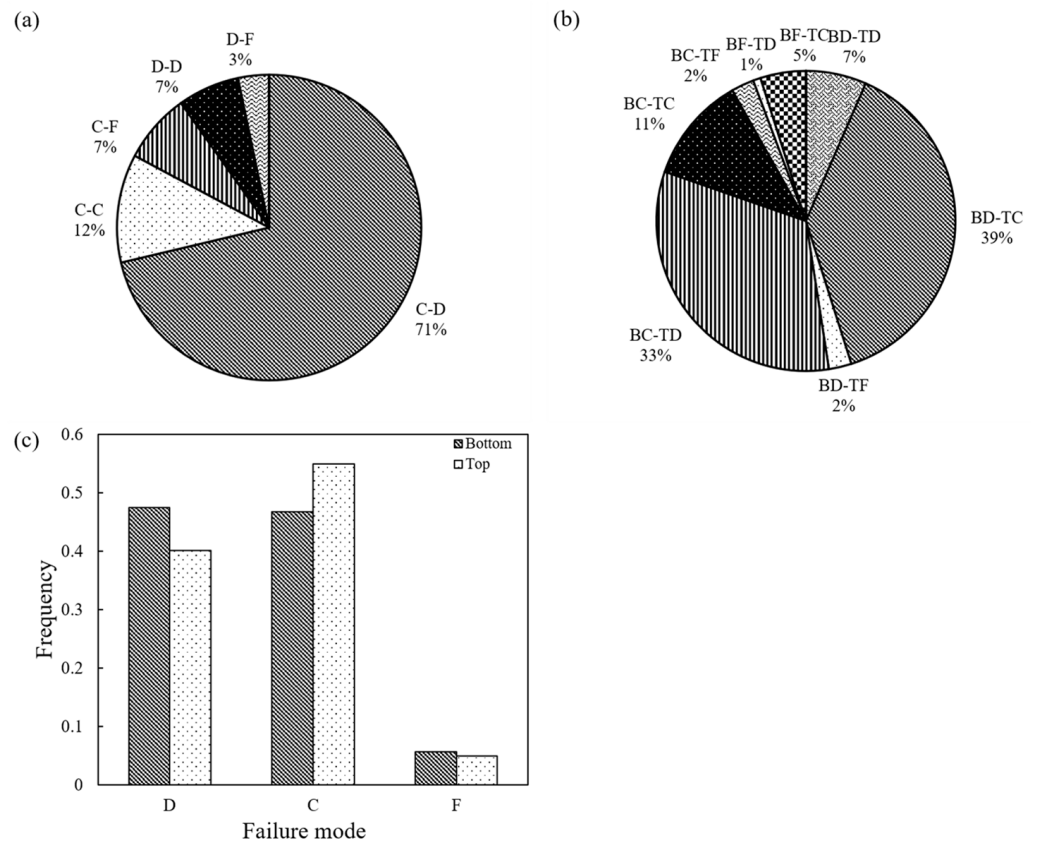 (a)
D-F
3%
D-D
7%
C-F
7%
C-C
12%
C-D
71%
(b)
BF-TC
5%
BD-TD
7%
BF-TD
1%
BC-TF
2%
BC-TC
11%
BD-TC
39%
BC-TD
33%
BD-TF
2%
(c)
0.6
0.5
0.4
0.3
0.2
0.1
0
Frequency
Bottom
Top
D
C
F
Failure mode